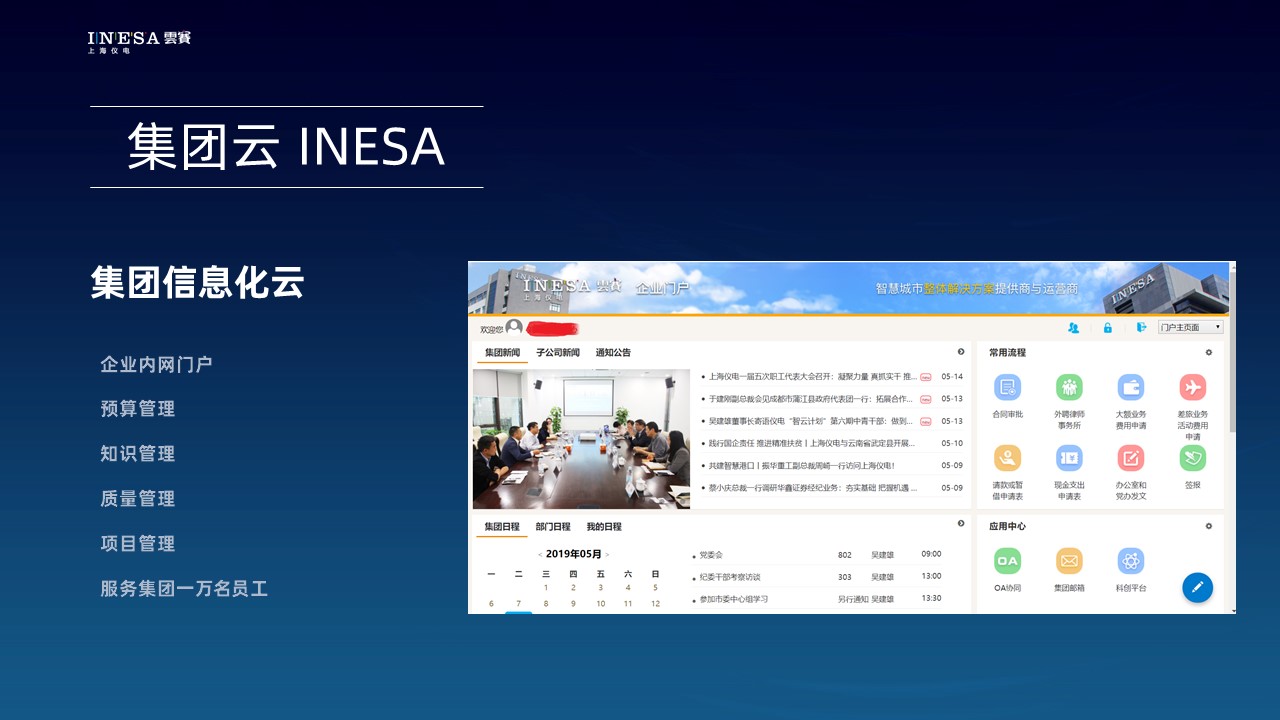 INESA 雲賽
上海仪电
集团云 INESA
集团信息化云
企业内网门户
预算管理
知识管理
质量管理
项目管理
服务集团一万名员工
INESA 雲賽 企业门户
上海仪电
智慧城市整体解决方案提供商与运营商
INESA
欢迎您
门户主页面
集团新闻 子公司新闻 通知公告
上海仪电一届五次职工代表大会召开：凝聚力量 真抓实干 推... 05-14
于建刚副总裁会见成都市蒲江县政府代表团一行：拓展合作... 05-13
吴建雄董事长寄语仪电“智云计划”第六期中青干部：做到... 05-13
践行国企责任 推进精准扶贫丨上海仪电与云南省武定县开展... 05-10
共建智慧港口丨振华重工副总裁周崎一行访问上海仪电! 05-09
蔡小庆总裁一行调研华鑫证券经纪业务：夯实基础 把握机遇 ... 05-09
常用流程
合同审批
外聘律师
事务所
大额业务
费用申请
差旅业务
活动费用
申请
请款或暂
借申请表
现金支出
申请表
办公室和
党办发文
签报
集团日程 部门日程 我的日程
< 2019年05月 >
一 二 三 四 五 六 日
1 2 3 4 5
6 7 8 9 10 11 12
党委会 802 吴建雄 09:00
纪委干部考察访谈 303 吴建雄 13:00
参加市委中心组学习 另行通知 吴建雄 13:30
应用中心
OA
OA协同
集团邮箱
科创平台